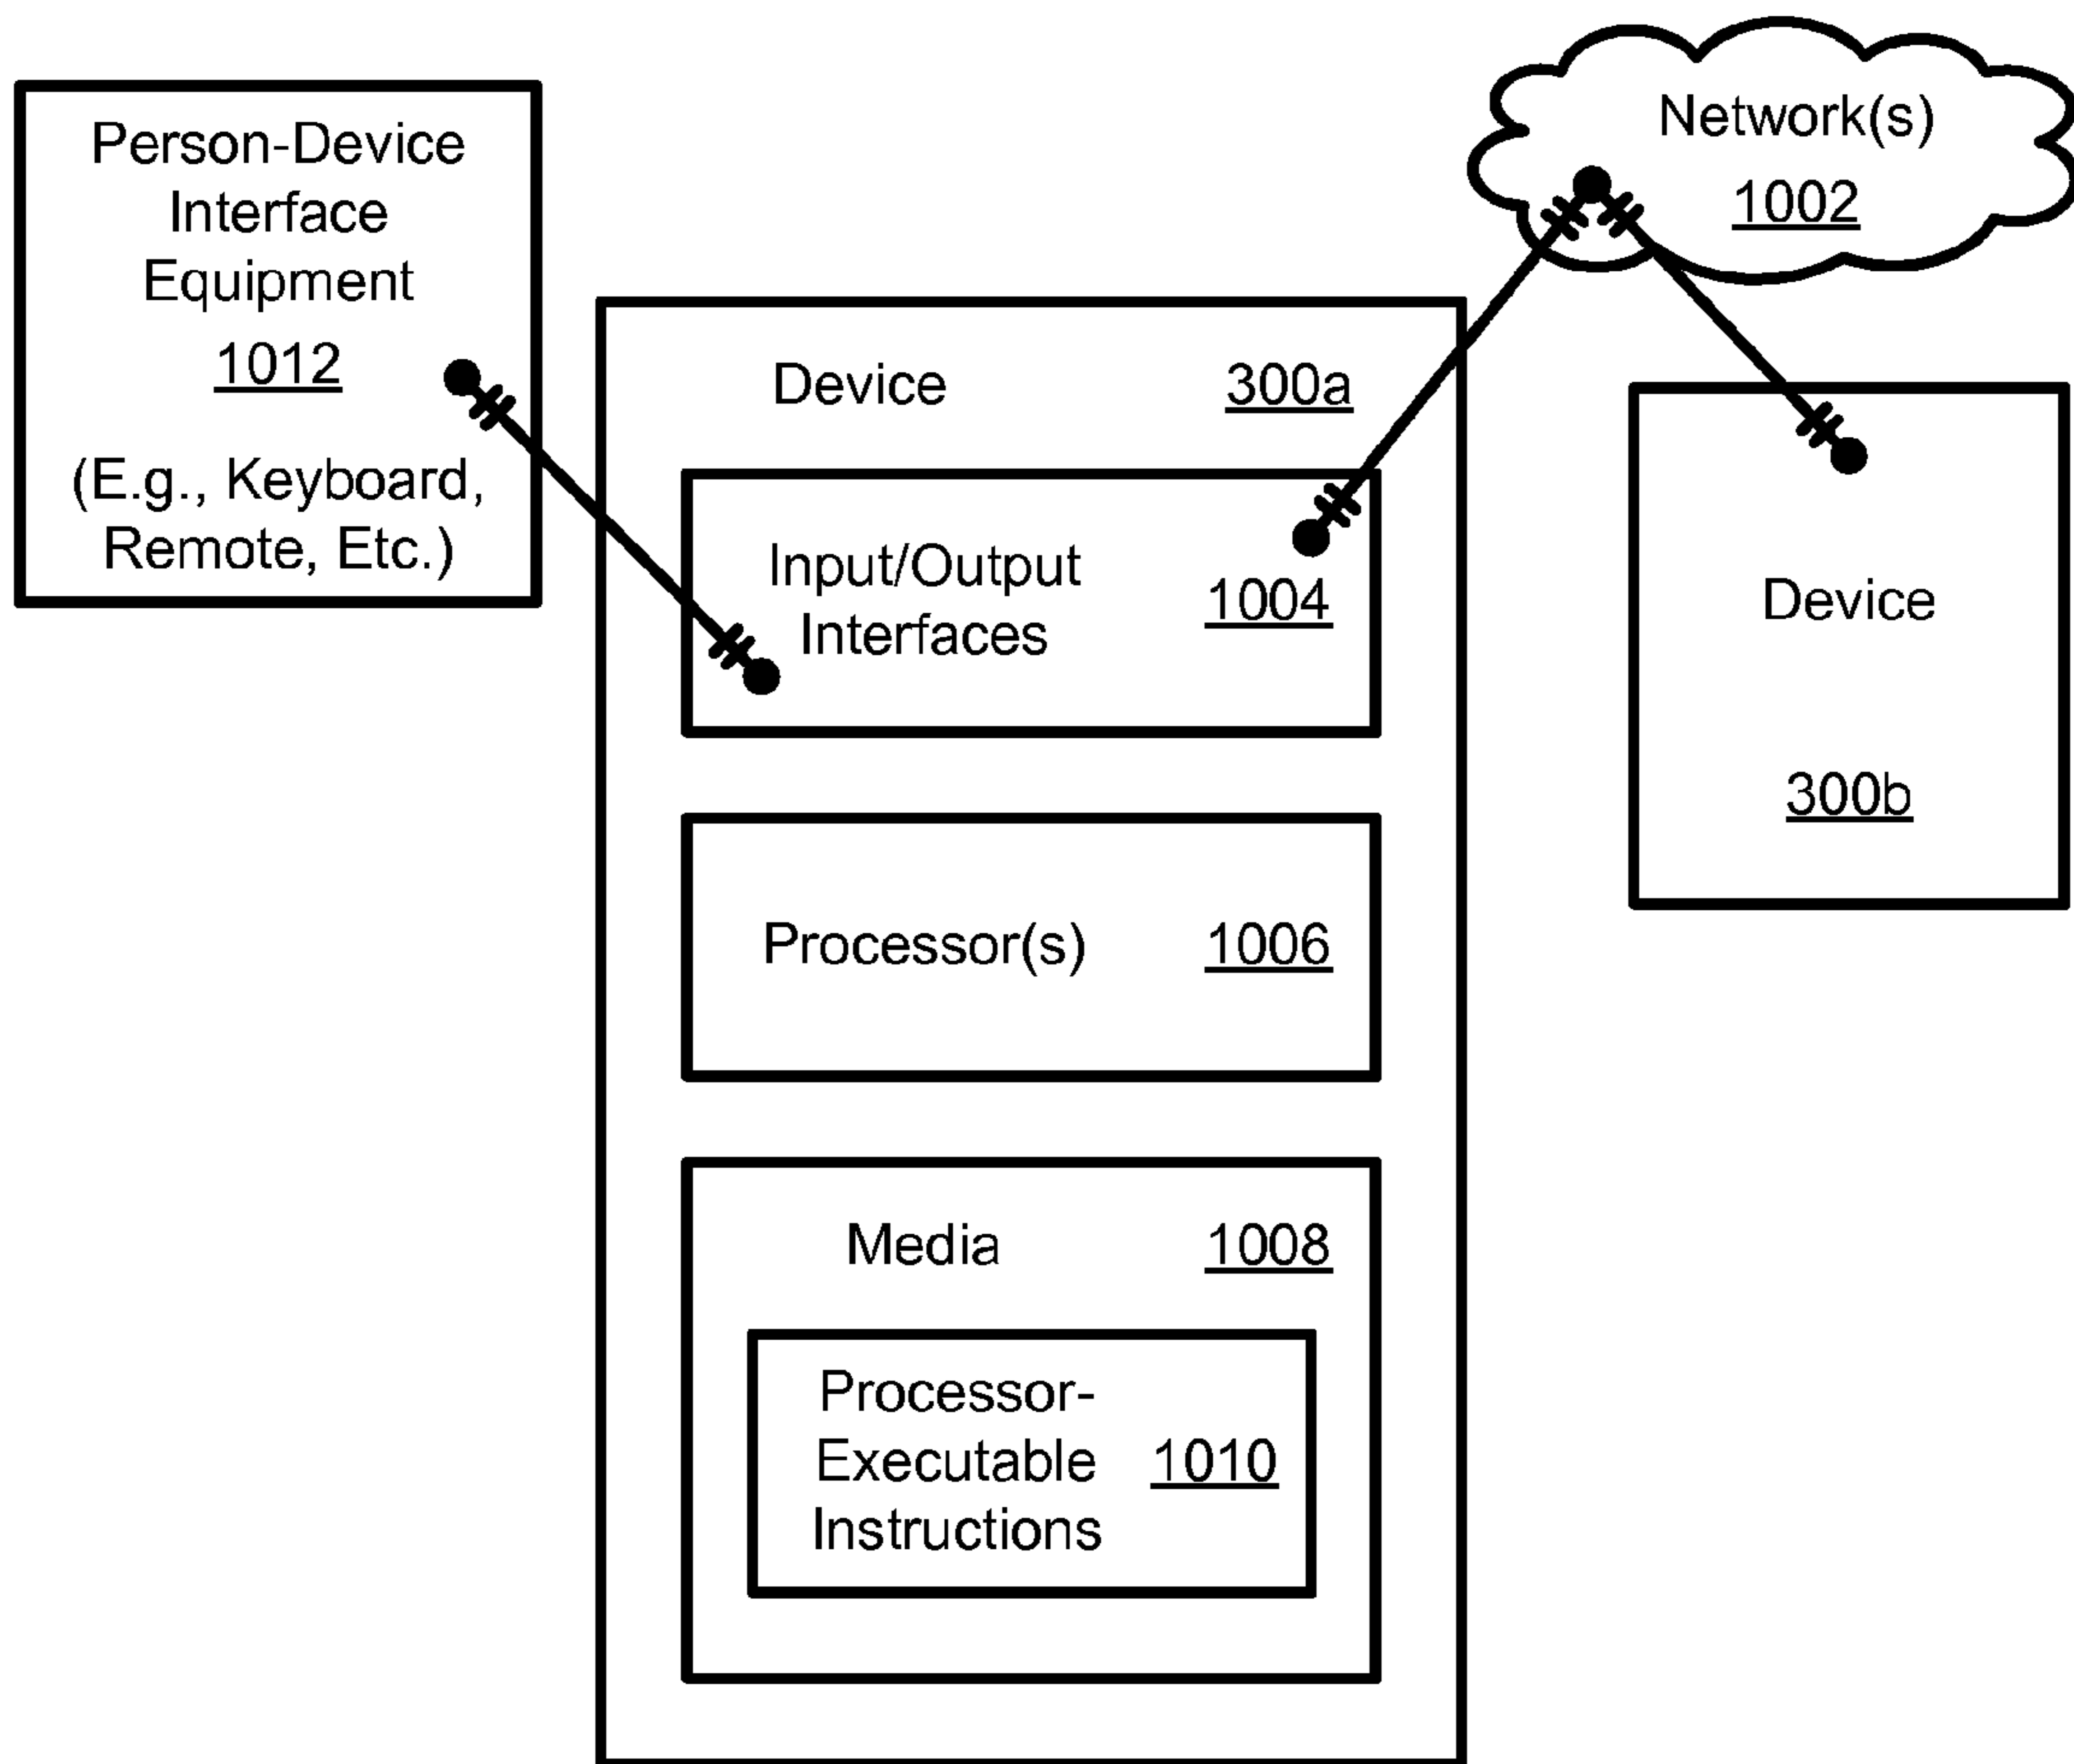 Person-Device
Interface
Equipment
1012
(E.g., Keyboard,
Remote, Etc.)
Network(s)
1002
Device 300a
Input/Output
Interfaces
1004
Processor(s) 1006
Media 1008
Processor-
Executable
Instructions
1010
Device
300b